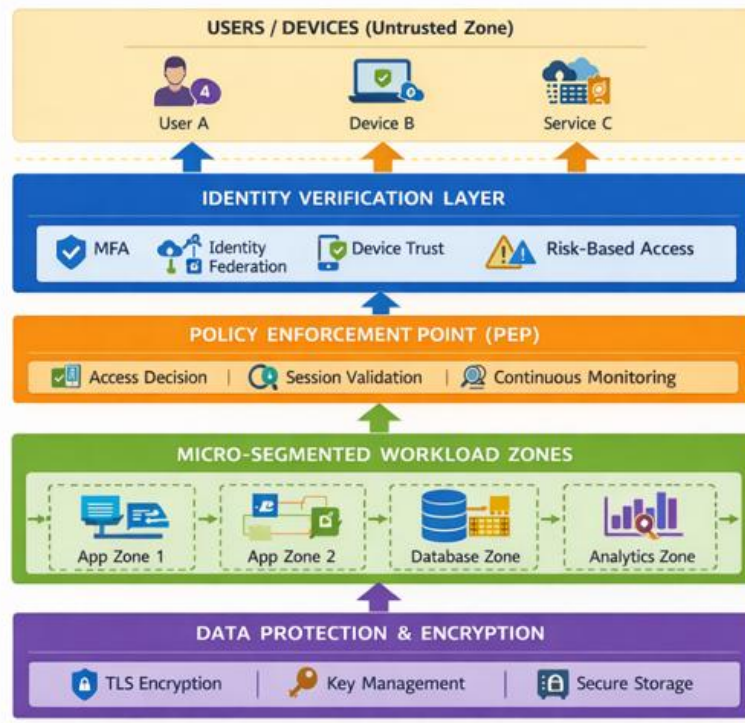 USERS / DEVICES (Untrusted Zone)
4
User A
Device B
Service C
IDENTITY VERIFICATION LAYER
MFA
Identity
Federation
Device Trust
Risk-Based Access
POLICY ENFORCEMENT POINT (PEP)
Access Decision | Session Validation | Continuous Monitoring
MICRO-SEGMENTED WORKLOAD ZONES
App Zone 1
App Zone 2
Database Zone
Analytics Zone
DATA PROTECTION & ENCRYPTION
TLS Encryption | Key Management | Secure Storage